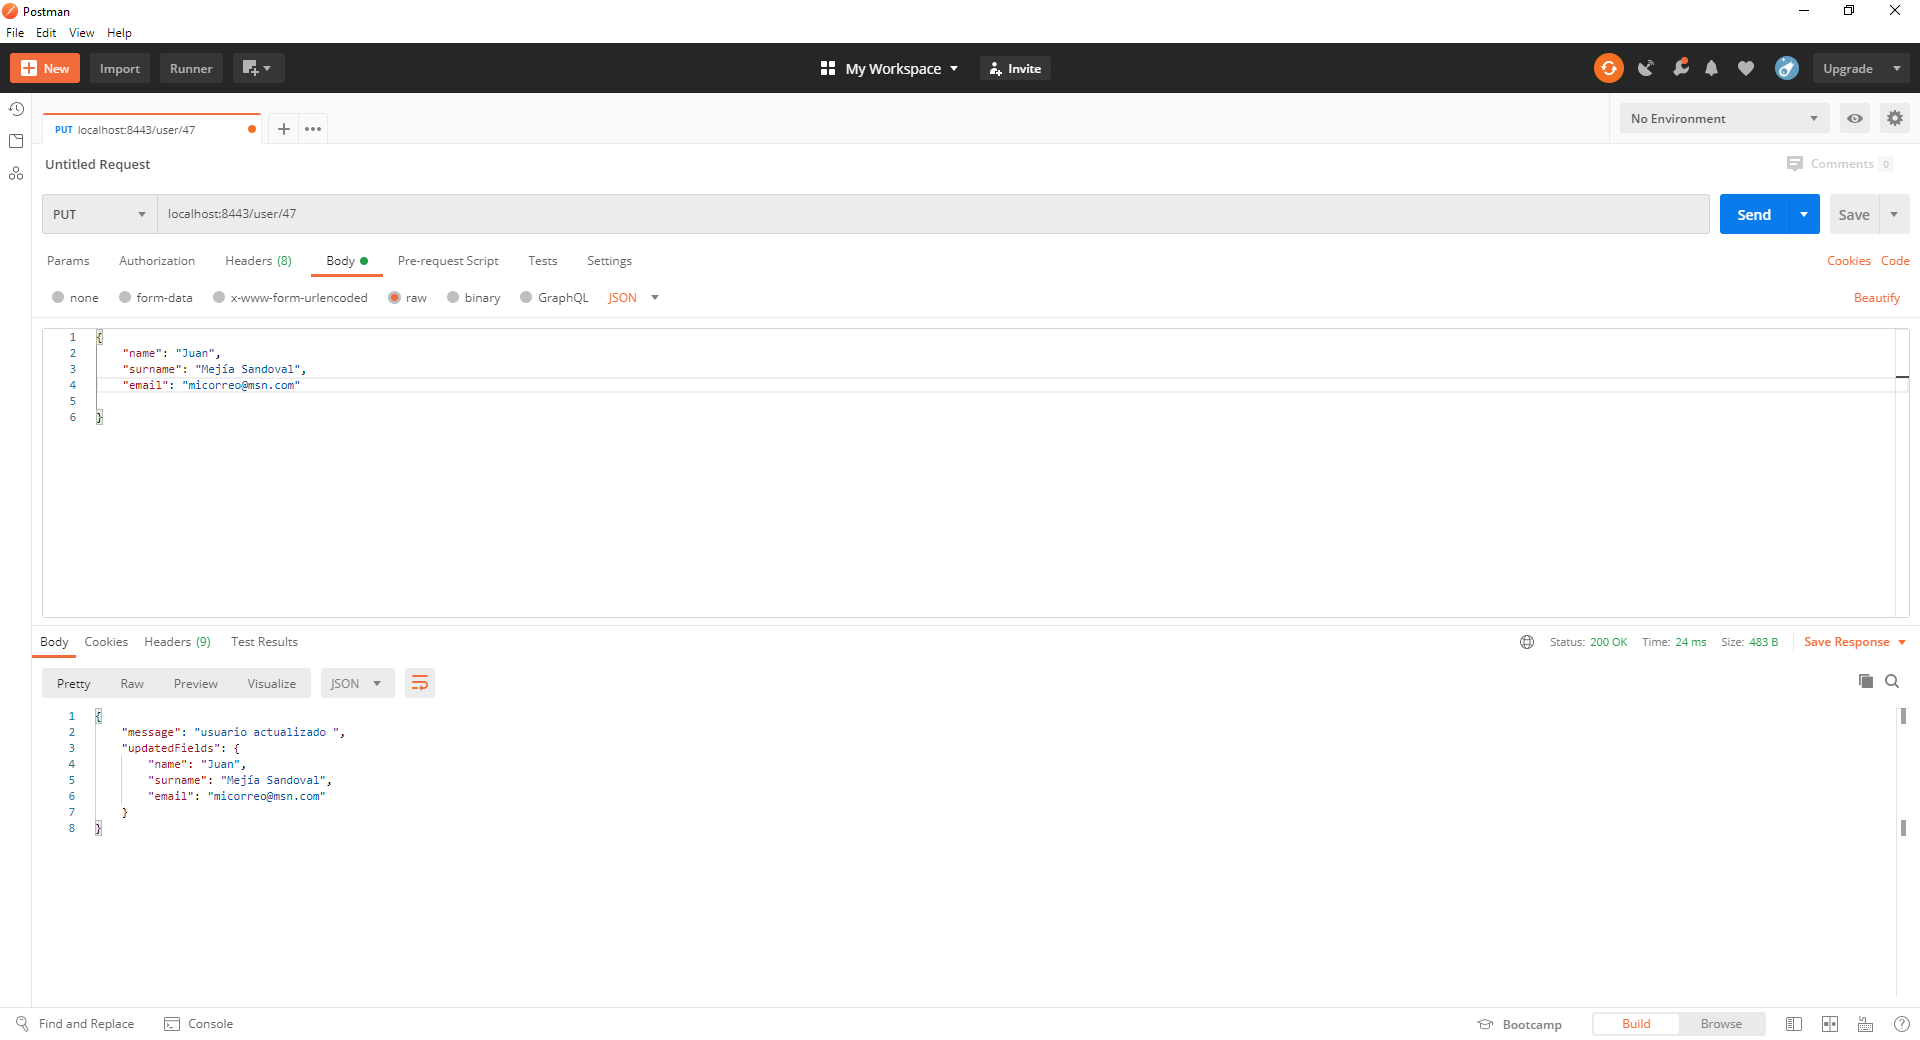 Postman
File Edit View Help
New Import Runner My Workspace Invite Upgrade
PUT localhost:8443/user/47 No Environment
Untitled Request Comments 0
PUT localhost:8443/user/47 Send Save
Params Authorization Headers (8) Body Pre-request Script Tests Settings Cookies Code
none form-data x-www-form-urlencoded raw binary GraphQL JSON Beautify
1 {
2 "name": "Juan",
3 "surname": "Mejía Sandoval",
4 "email": "micorreo@msn.com"
5
6 }
Body Cookies Headers (9) Test Results Status: 200 OK Time: 24 ms Size: 483 B Save Response
Pretty Raw Preview Visualize JSON
1 {
2 "message": "usuario actualizado ",
3 "updatedFields": {
4 "name": "Juan",
5 "surname": "Mejía Sandoval",
6 "email": "micorreo@msn.com"
7 }
8 }
Find and Replace Console Bootcamp Build Browse